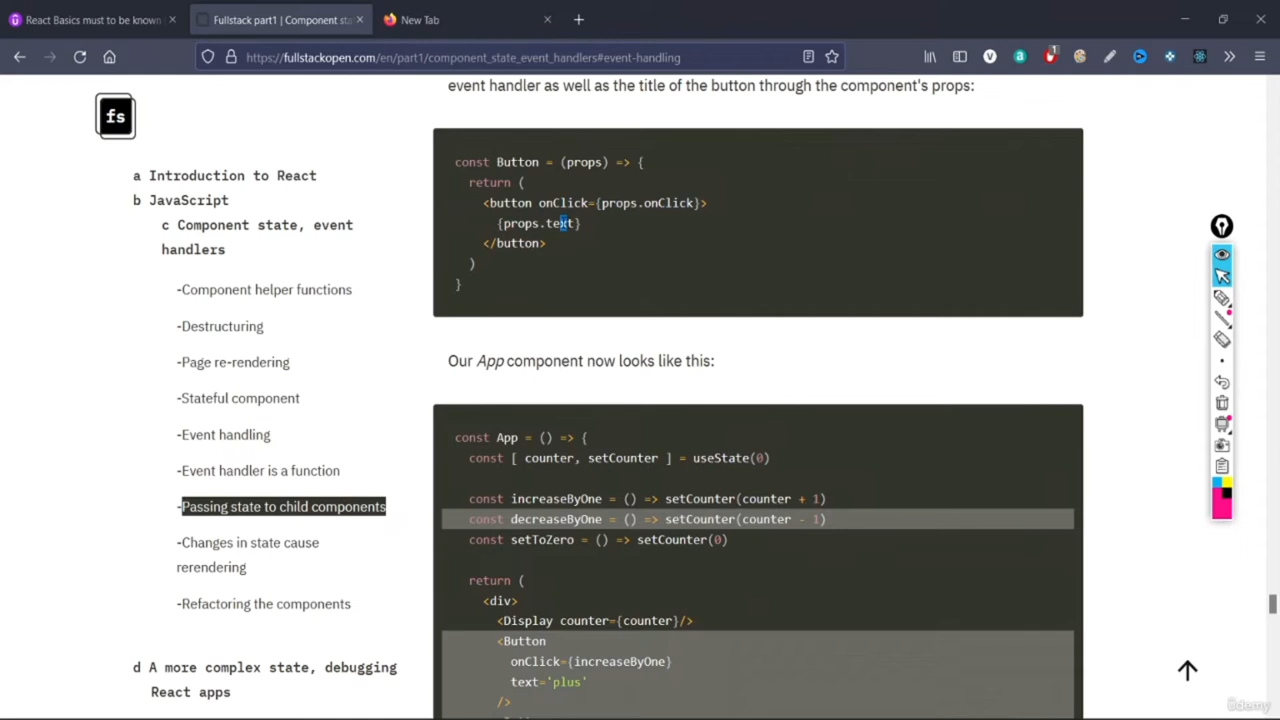 React Basics must to be known
Fullstack part1 | Component sta
New Tab
https://fullstackopen.com/en/part1/component_state_event_handlers#event-handling
1
fs
a Introduction to React
b JavaScript
c Component state, event
handlers
-Component helper functions
-Destructuring
-Page re-rendering
-Stateful component
-Event handling
-Event handler is a function
-Passing state to child components
-Changes in state cause
rerendering
-Refactoring the components
d A more complex state, debugging
React apps
event handler as well as the title of the button through the component's props:
const Button = (props) => {
return (
<button onClick={props.onClick}>
{props.text}
</button>
)
}
Our App component now looks like this:
const App = () => {
const [ counter, setCounter ] = useState(0)
const increaseByOne = () => setCounter(counter + 1)
const decreaseByOne = () => setCounter(counter - 1)
const setToZero = () => setCounter(0)
return (
<div>
<Display counter={counter}/>
<Button
onClick={increaseByOne}
text='plus'
/>
ûdemy